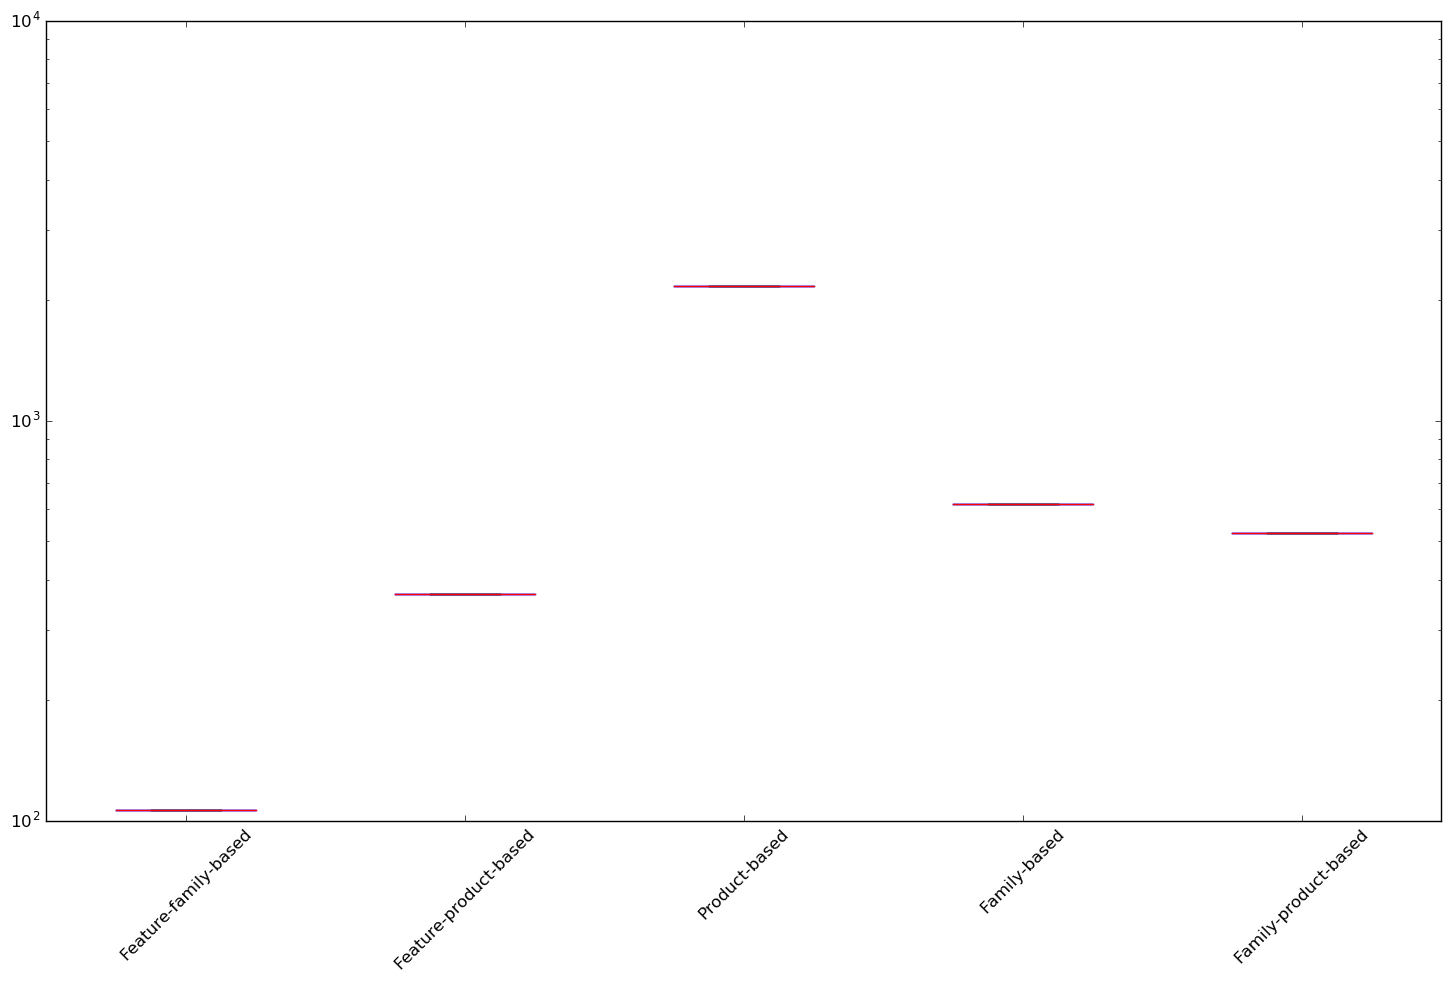 10^4
10^3
10^2
Feature-family-based
Feature-product-based
Product-based
Family-based
Family-product-based